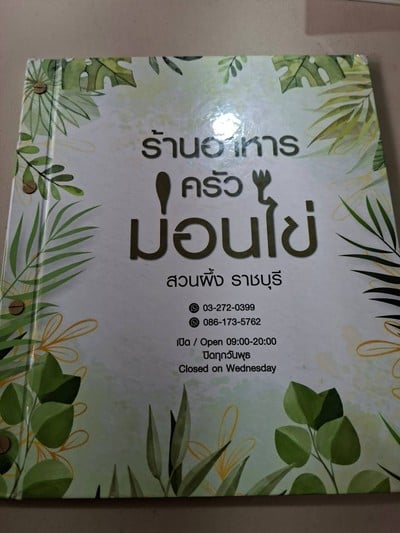 ร้านอาหาร
ครัว
ม่อนไข่
สวนผึ้ง ราชบุรี
03-272-0399
086-173-5762
เปิด / Open 09:00-20:00
ปิดทุกวันพุธ
Closed on Wednesday